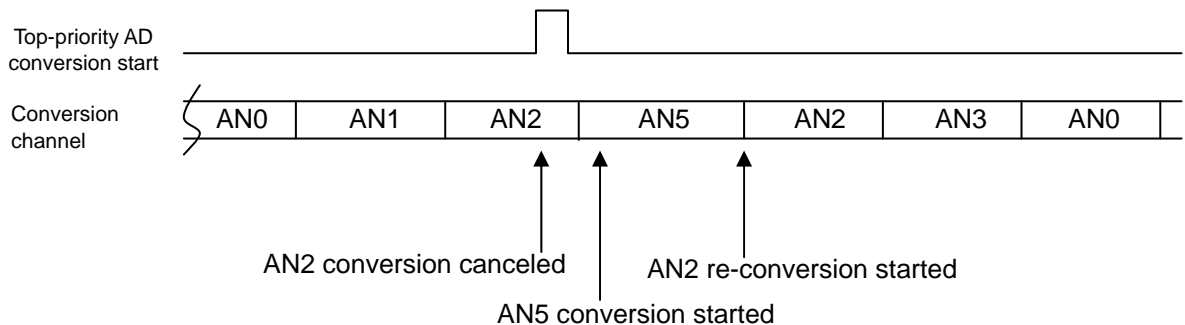 Top-priority AD
conversion start
Conversion
channel
AN0 AN1 AN2 AN5 AN2 AN3 AN0
AN2 conversion canceled
AN2 re-conversion started
AN5 conversion started